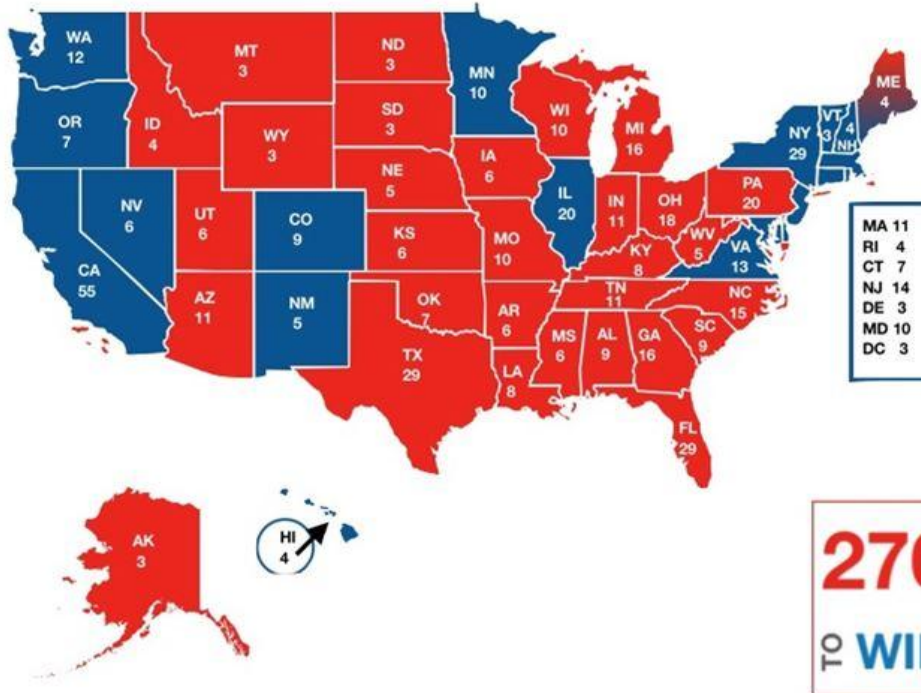 WA
12
OR
7
CA
55
NV
6
ID
4
MT
3
WY
3
UT
6
AZ
11
CO
9
NM
5
ND
3
SD
3
NE
5
KS
6
OK
7
TX
29
MN
10
IA
6
MO
10
AR
6
LA
8
WI
10
IL
20
MI
16
IN
11
OH
18
KY
8
TN
11
MS
6
AL
9
GA
16
FL
29
SC
9
NC
15
VA
13
WV
5
PA
20
NY
29
VT
3
4
NH
ME
4
MA 11
RI 4
CT 7
NJ 14
DE 3
MD 10
DC 3
AK
3
HI
4
270
TO WIN